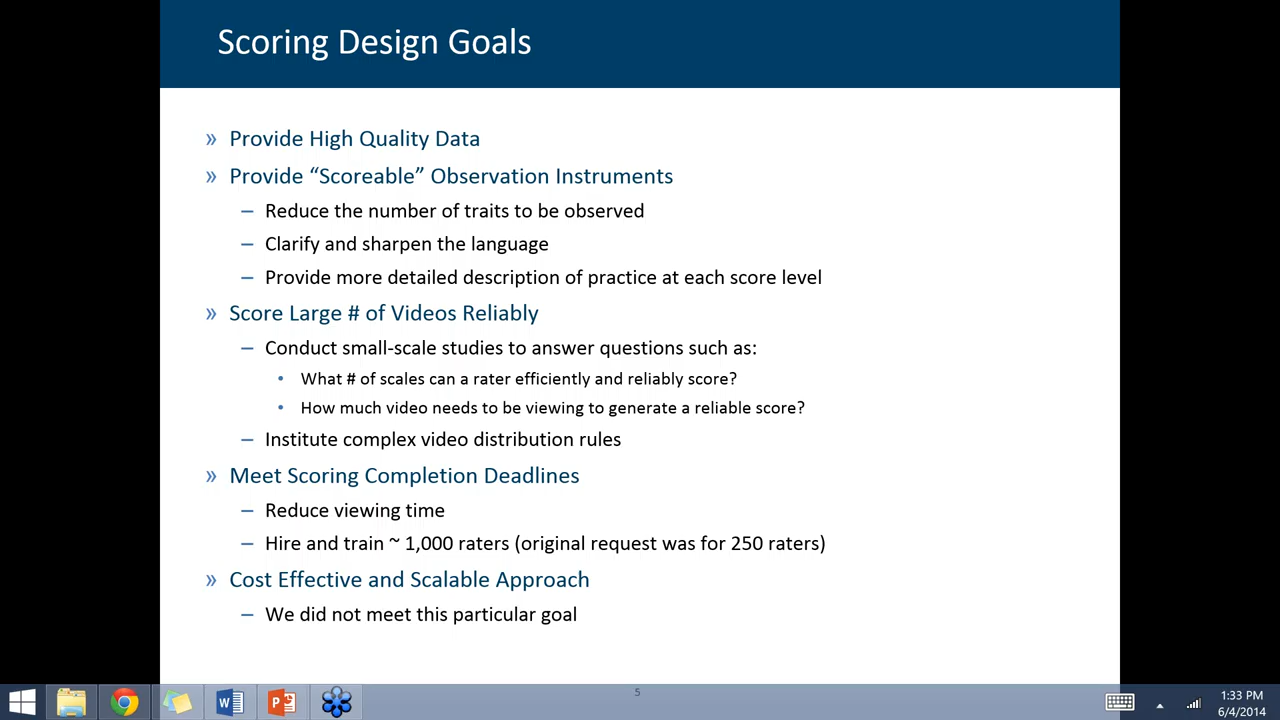 Scoring Design Goals
» Provide High Quality Data
» Provide “Scoreable” Observation Instruments
– Reduce the number of traits to be observed
– Clarify and sharpen the language
– Provide more detailed description of practice at each score level
» Score Large # of Videos Reliably
– Conduct small-scale studies to answer questions such as:
• What # of scales can a rater efficiently and reliably score?
• How much video needs to be viewing to generate a reliable score?
– Institute complex video distribution rules
» Meet Scoring Completion Deadlines
– Reduce viewing time
– Hire and train ~ 1,000 raters (original request was for 250 raters)
» Cost Effective and Scalable Approach
– We did not meet this particular goal
5
1:33 PM
6/4/2014